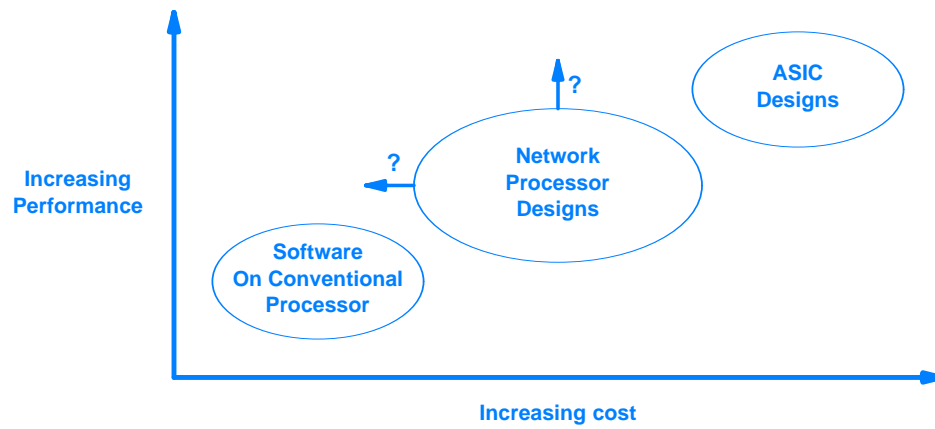 ASIC
Designs
?
Network
Processor
Designs
?
Increasing
Performance
Software
On Conventional
Processor
Increasing cost